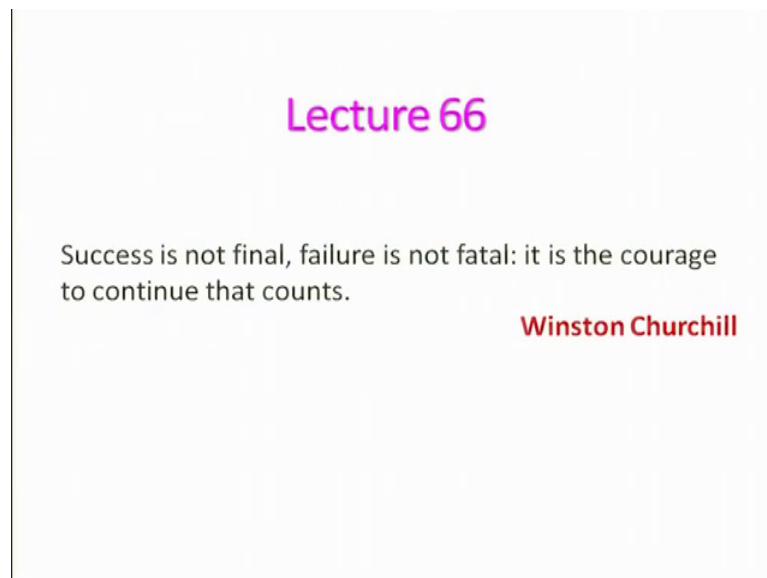 Lecture 66
Success is not final, failure is not fatal: it is the courage
to continue that counts.
Winston Churchill